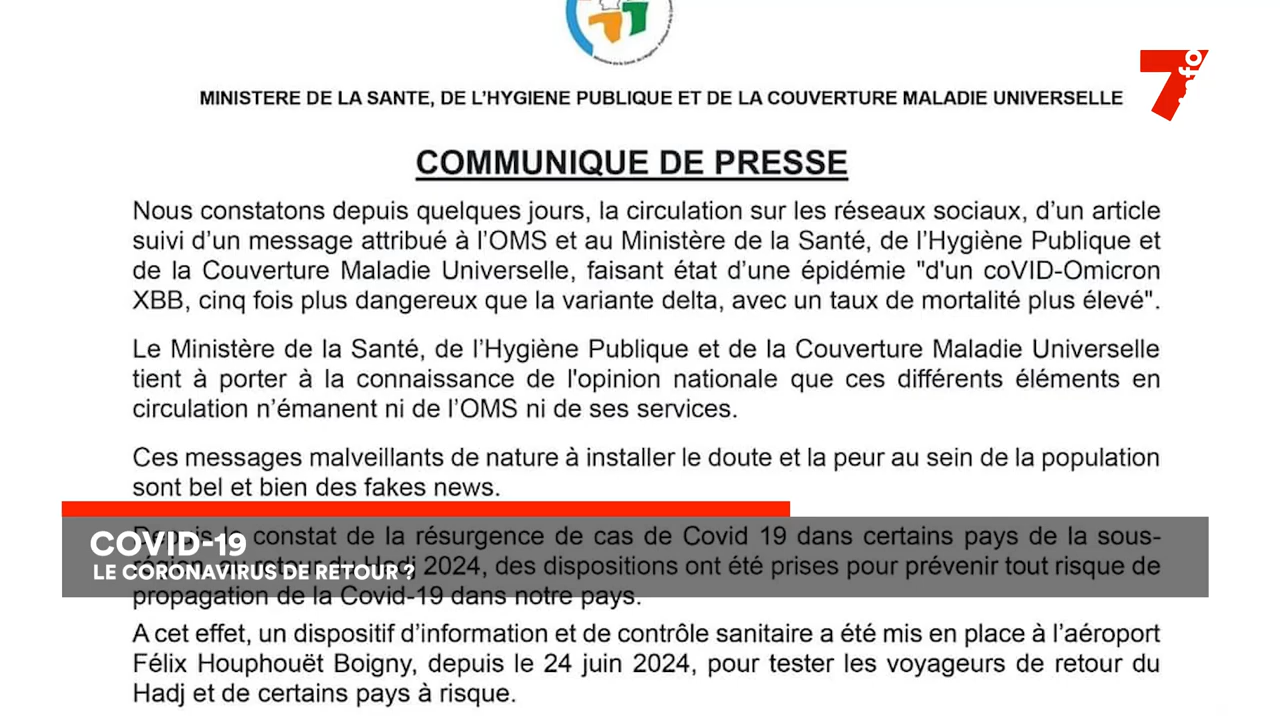 MINISTERE DE LA SANTE, DE L'HYGIENE PUBLIQUE ET DE LA COUVERTURE MALADIE UNIVERSELLE
7
COMMUNIQUE DE PRESSE
Nous constatons depuis quelques jours, la circulation sur les réseaux sociaux, d'un article
suivi d'un message attribué à l'OMS et au Ministère de la Santé, de l'Hygiène Publique et
de la Couverture Maladie Universelle, faisant état d'une épidémie "d'un coVID-Omicron
XBB, cinq fois plus dangereux que la variante delta, avec un taux de mortalité plus élevé".
Le Ministère de la Santé, de l'Hygiène Publique et de la Couverture Maladie Universelle
tient à porter à la connaissance de l'opinion nationale que ces différents éléments en
circulation n'émanent ni de l'OMS ni de ses services.
Ces messages malveillants de nature à installer le doute et la peur au sein de la population
sont bel et bien des fakes news.
Depuis le constat de la résurgence de cas de Covid 19 dans certains pays de la sous-
retour du Hadj 2024, des dispositions ont été prises pour prévenir tout risque de
propagation de la Covid-19 dans notre pays.
COVID-19
LE CORONAVIRUS DE RETOUR ?
A cet effet, un dispositif d'information et de contrôle sanitaire a été mis en place à l'aéroport
Félix Houphouët Boigny, depuis le 24 juin 2024, pour tester les voyageurs de retour du
Hadj et de certains pays à risque.